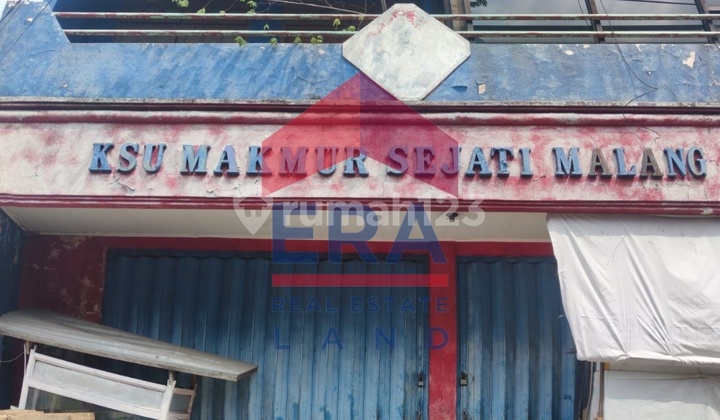 KSU MAKMUR SEJATI MALANG
rumah123
ERA
REAL ESTATE
LAND